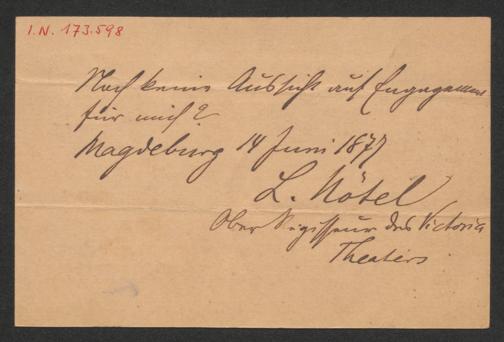 I.N. 173.598
Noch keine Aussicht auf Engagement
für mich?
Magdeburg 14 Juni 1877
L. Nötel
Ober Regisseur des Victoria
Theaters.